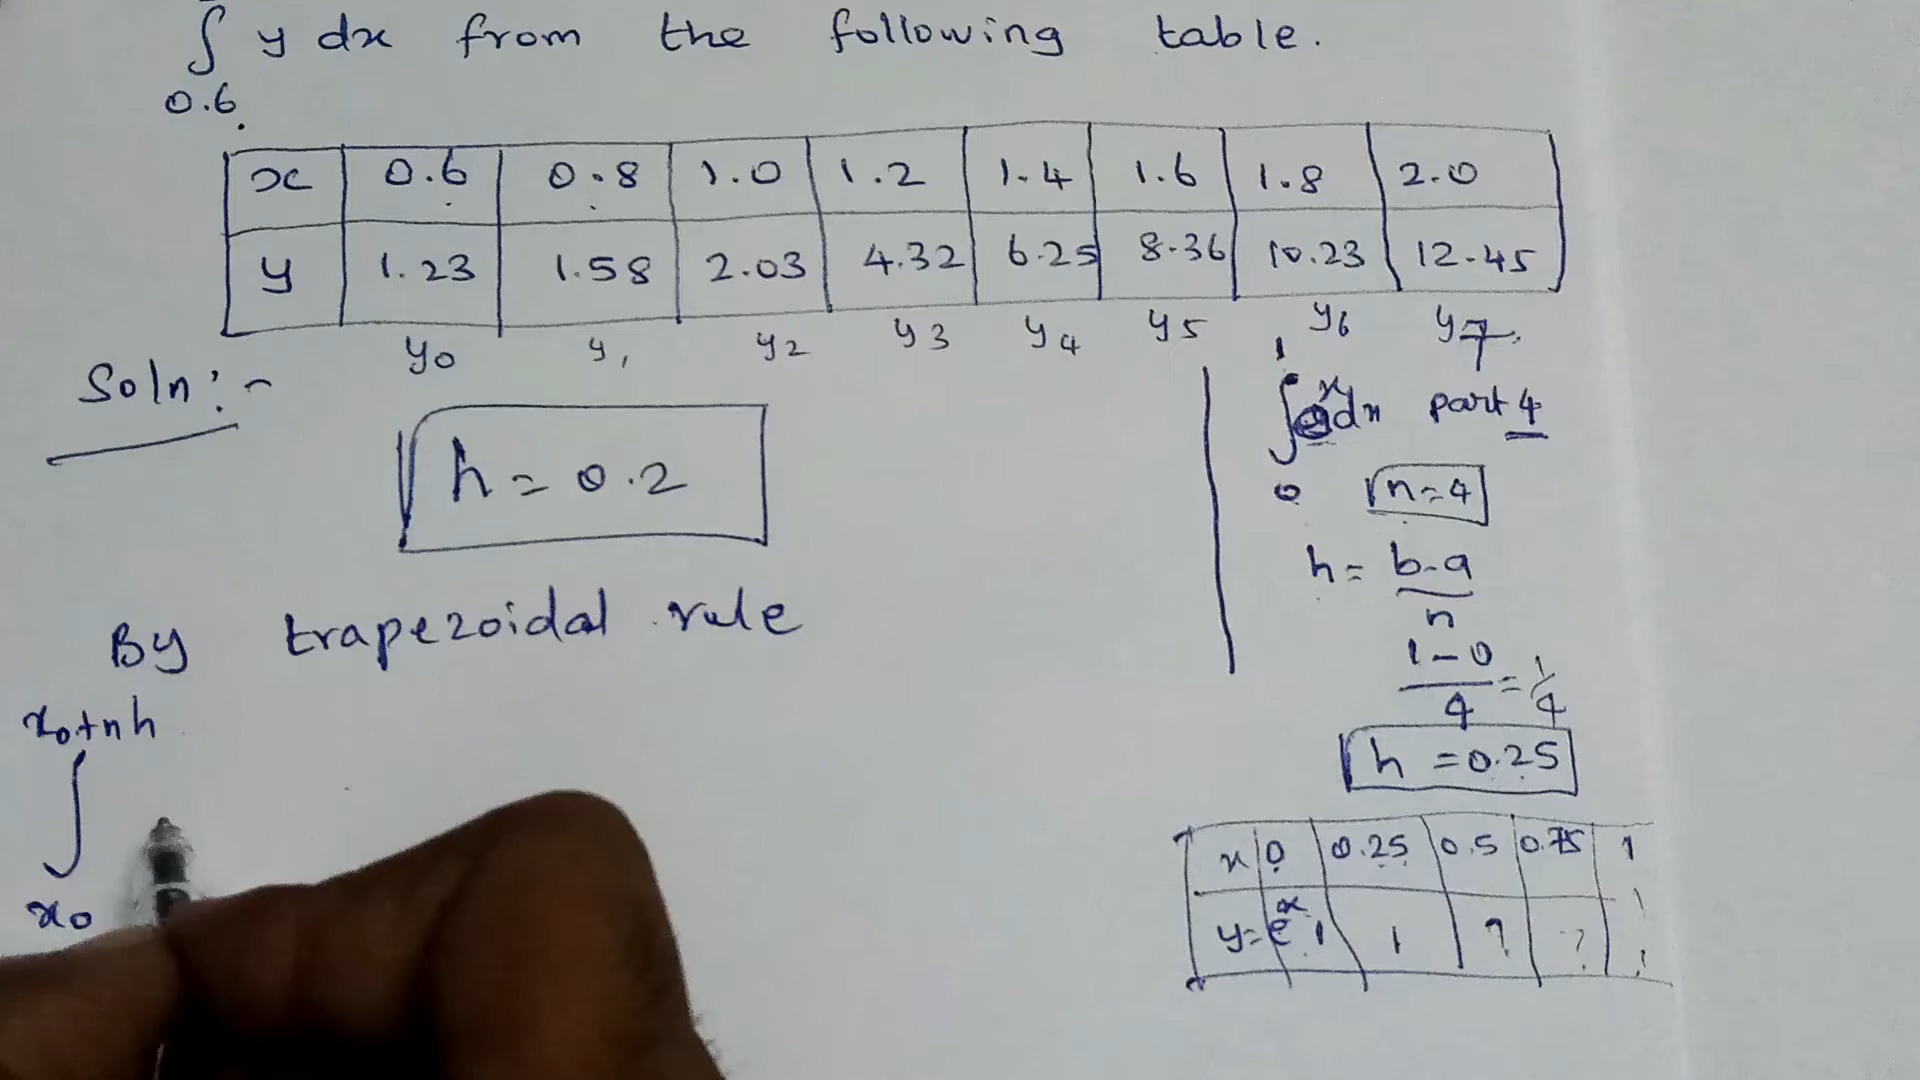 ∫ y dx from the following table.
0.6
x 0.6 0.8 1.0 1.2 1.4 1.6 1.8 2.0
y 1.23 1.58 2.03 4.32 6.25 8.36 10.23 12.45
y0 y1 y2 y3 y4 y5 y6 y7
Soln:-
h = 0.2
By trapezoidal rule
x0+nh
∫
x0
1
∫ e^x dx part 4
0 n=4
h = b-a
n
1-0
4
= 1/4
h = 0.25
x 0 0.25 0.5 0.75 1
y=e^x 1 1 ? ?